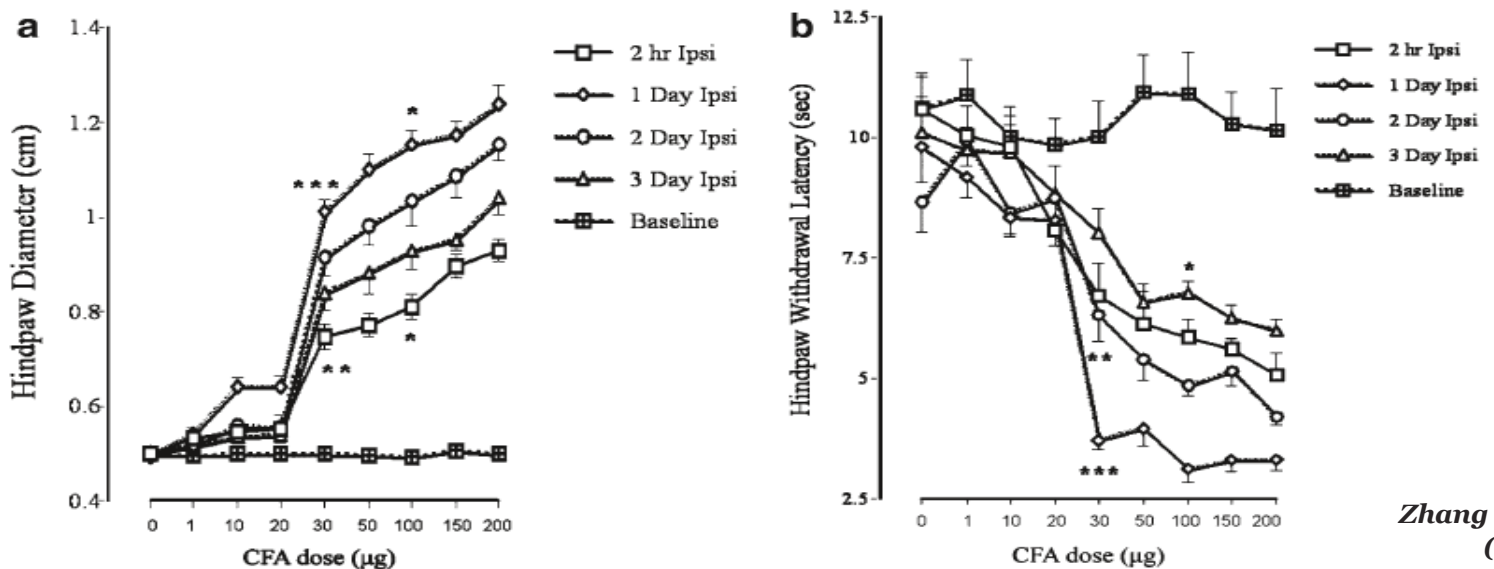 a
Hindpaw Diameter (cm)
1.4
1.2
1
0.8
0.6
0.4
0 1 10 20 30 50 100 150 200
CFA dose (µg)
***
*
**
*
2 hr Ipsi
1 Day Ipsi
2 Day Ipsi
3 Day Ipsi
Baseline
b
Hindpaw Withdrawal Latency (sec)
12.5
10
7.5
5
2.5
0 1 10 20 30 50 100 150 200
CFA dose (µg)
*
**
***
2 hr Ipsi
1 Day Ipsi
2 Day Ipsi
3 Day Ipsi
Baseline
Zhang
(